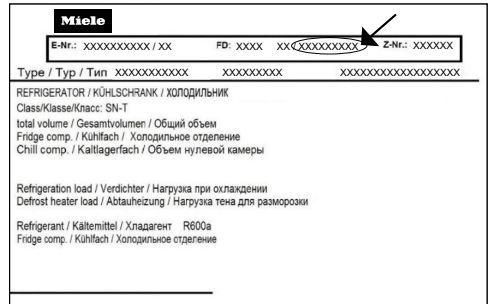 Miele
E-Nr.: XXXXXXXXXX / XX FD: XXXX XX XXXXXXXXX Z-Nr.: XXXXXX
Type / Typ / Тип XXXXXXXXXXX XXXXXXXXX XXXXXXXXXXXXXXXXXX
REFRIGERATOR / KÜHLSCHRANK / ХОЛОДИЛЬНИК
Class/Klasse/Класс: SN-T
total volume / Gesamtvolumen / Общий объем
Fridge comp. / Kühlfach / Холодильное отделение
Chill comp. / Kaltlagerfach / Объем нулевой камеры
Refrigeration load / Verdichter / Нагрузка при охлаждении
Defrost heater load / Abtauheizung / Нагрузка тена для разморозки
Refrigerant / Kältemittel / Хладагент R600a
Fridge comp. / Kühlfach / Холодильное отделение